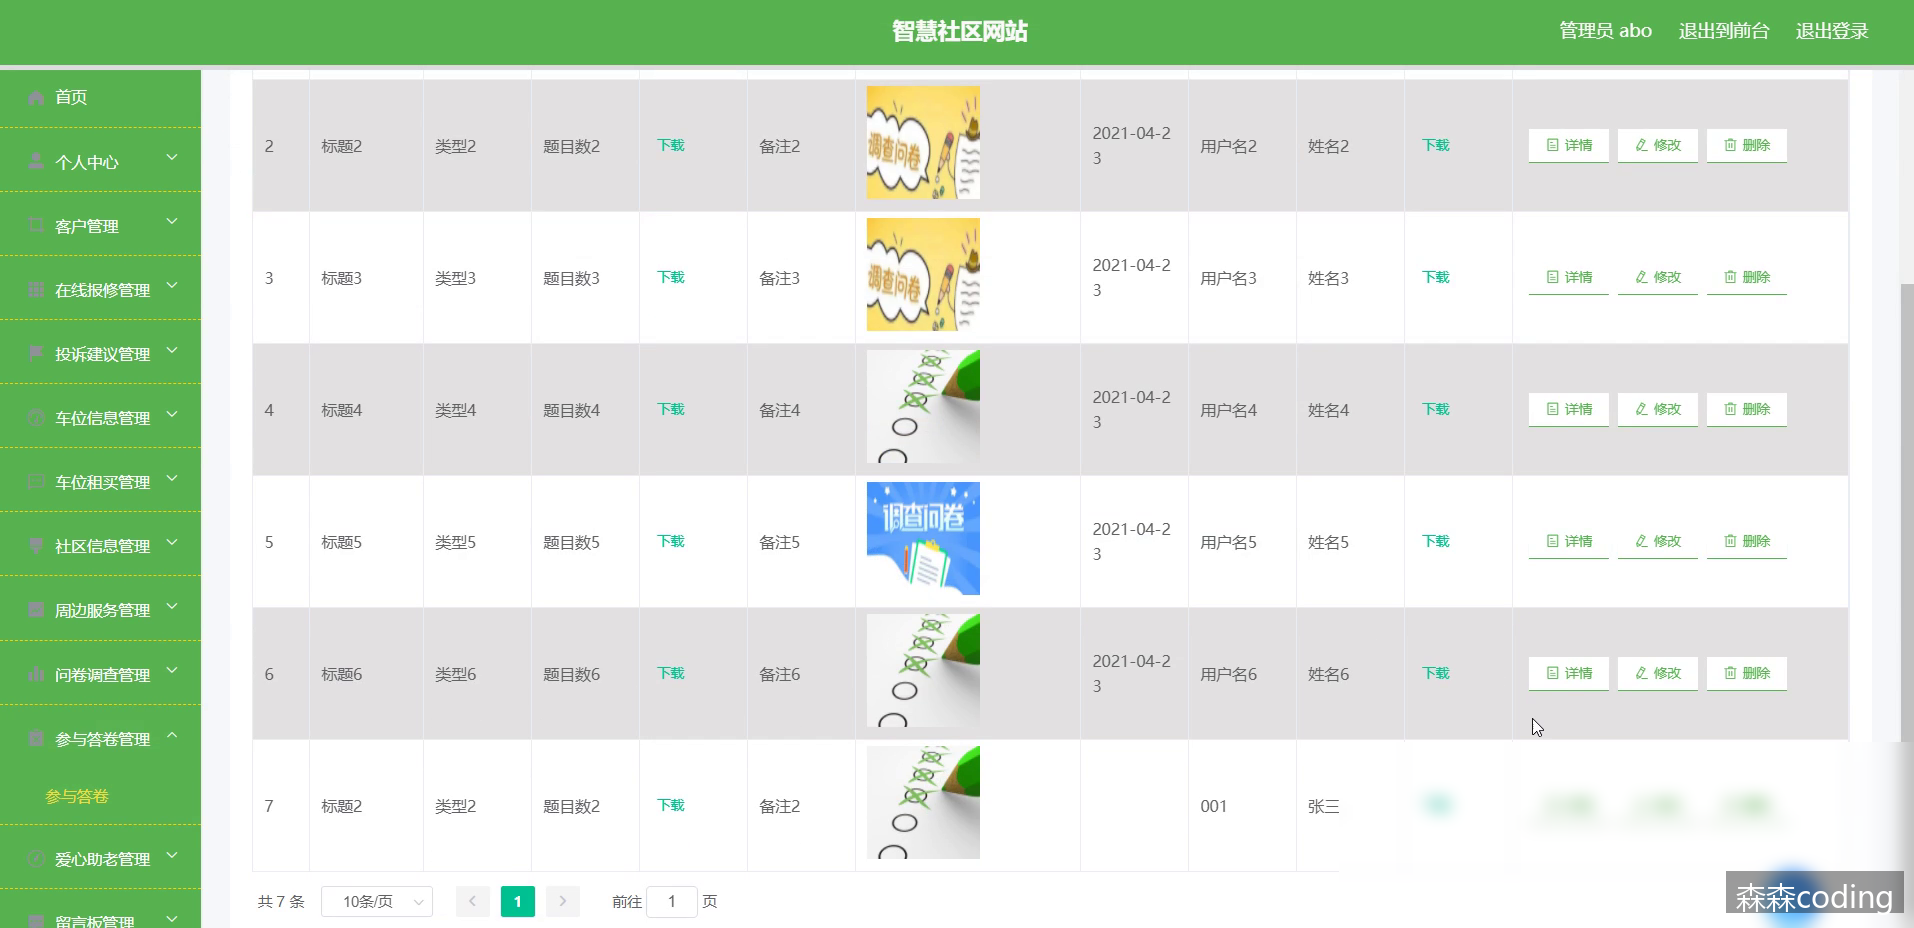 智慧社区网站
管理员 abo 退出到前台 退出登录
首页
个人中心
客户管理
在线报修管理
投诉建议管理
车位信息管理
车位租买管理
社区信息管理
周边服务管理
问卷调查管理
参与答卷管理
参与答卷
爱心助老管理
留言板管理
2 标题2 类型2 题目数2 下载 备注2 调查问卷 2021-04-2 用户名2 姓名2 下载 详情 修改 删除
3
3 标题3 类型3 题目数3 下载 备注3 调查问卷 2021-04-2 用户名3 姓名3 下载 详情 修改 删除
3
4 标题4 类型4 题目数4 下载 备注4 2021-04-2 用户名4 姓名4 下载 详情 修改 删除
3
5 标题5 类型5 题目数5 下载 备注5 调查问卷 2021-04-2 用户名5 姓名5 下载 详情 修改 删除
3
6 标题6 类型6 题目数6 下载 备注6 2021-04-2 用户名6 姓名6 下载 详情 修改 删除
3
7 标题2 类型2 题目数2 下载 备注2 001 张三
共 7 条 10条/页 1 前往 1 页
森森coding